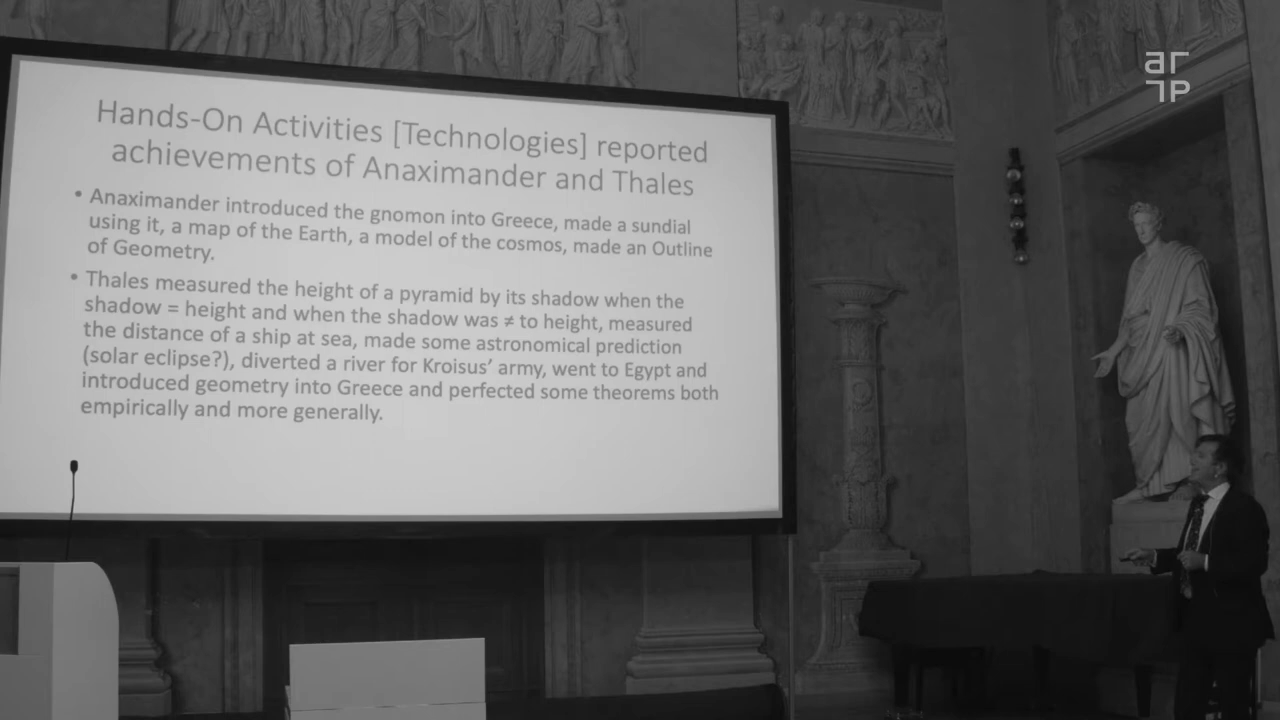 Hands-On Activities [Technologies] reported
achievements of Anaximander and Thales
• Anaximander introduced the gnomon into Greece, made a sundial
using it, a map of the Earth, a model of the cosmos, made an Outline
of Geometry.
• Thales measured the height of a pyramid by its shadow when the
shadow = height and when the shadow was ≠ to height, measured
the distance of a ship at sea, made some astronomical prediction
(solar eclipse?), diverted a river for Kroisus' army, went to Egypt and
introduced geometry into Greece and perfected some theorems both
empirically and more generally.